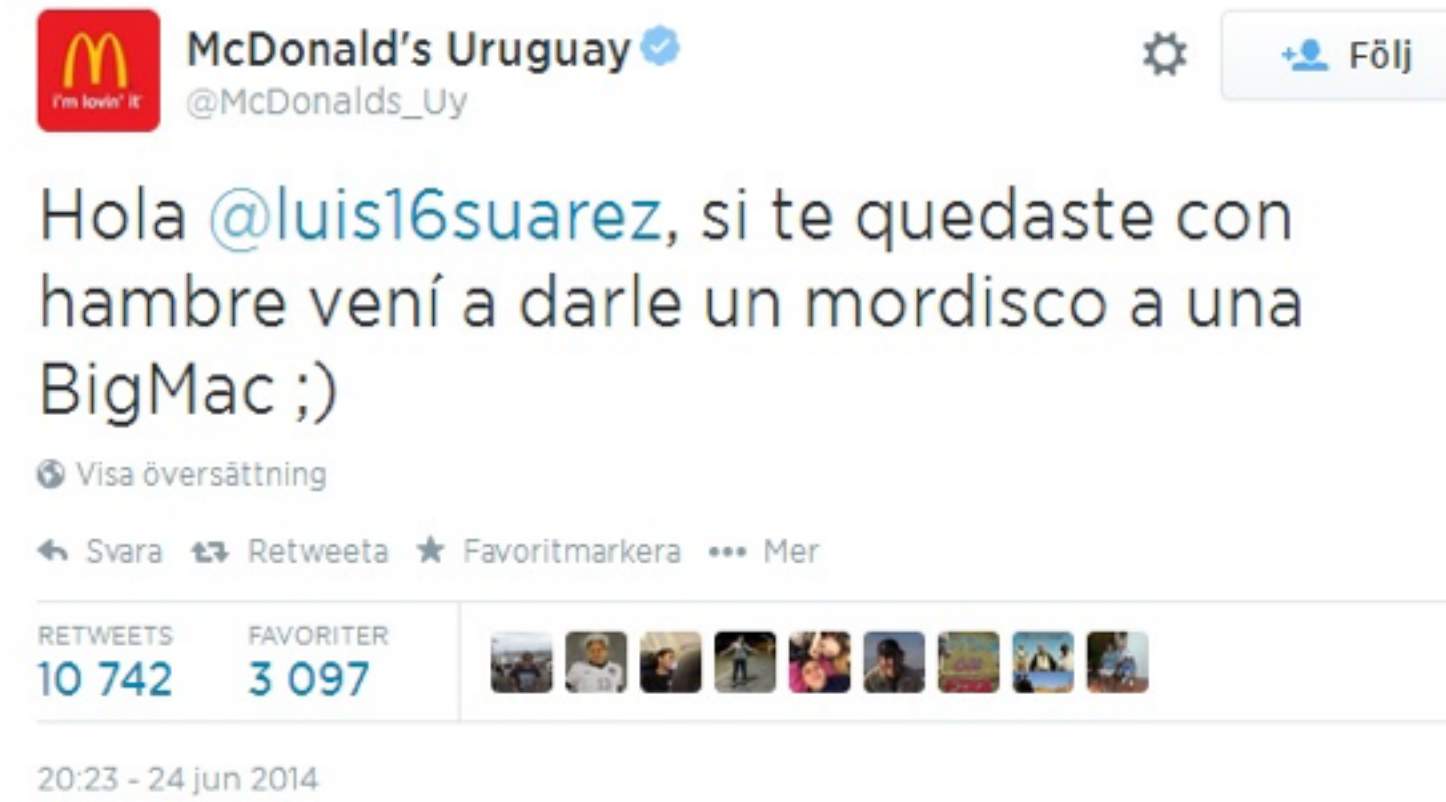 i'm lovin' it
McDonald's Uruguay
@McDonalds_Uy
Följ
Hola @luis16suarez, si te quedaste con
hambre vení a darle un mordisco a una
BigMac ;)
Visa översättning
Svara Retweeta Favoritmarkera ••• Mer
RETWEETS FAVORITER
10 742 3 097
20:23 - 24 jun 2014